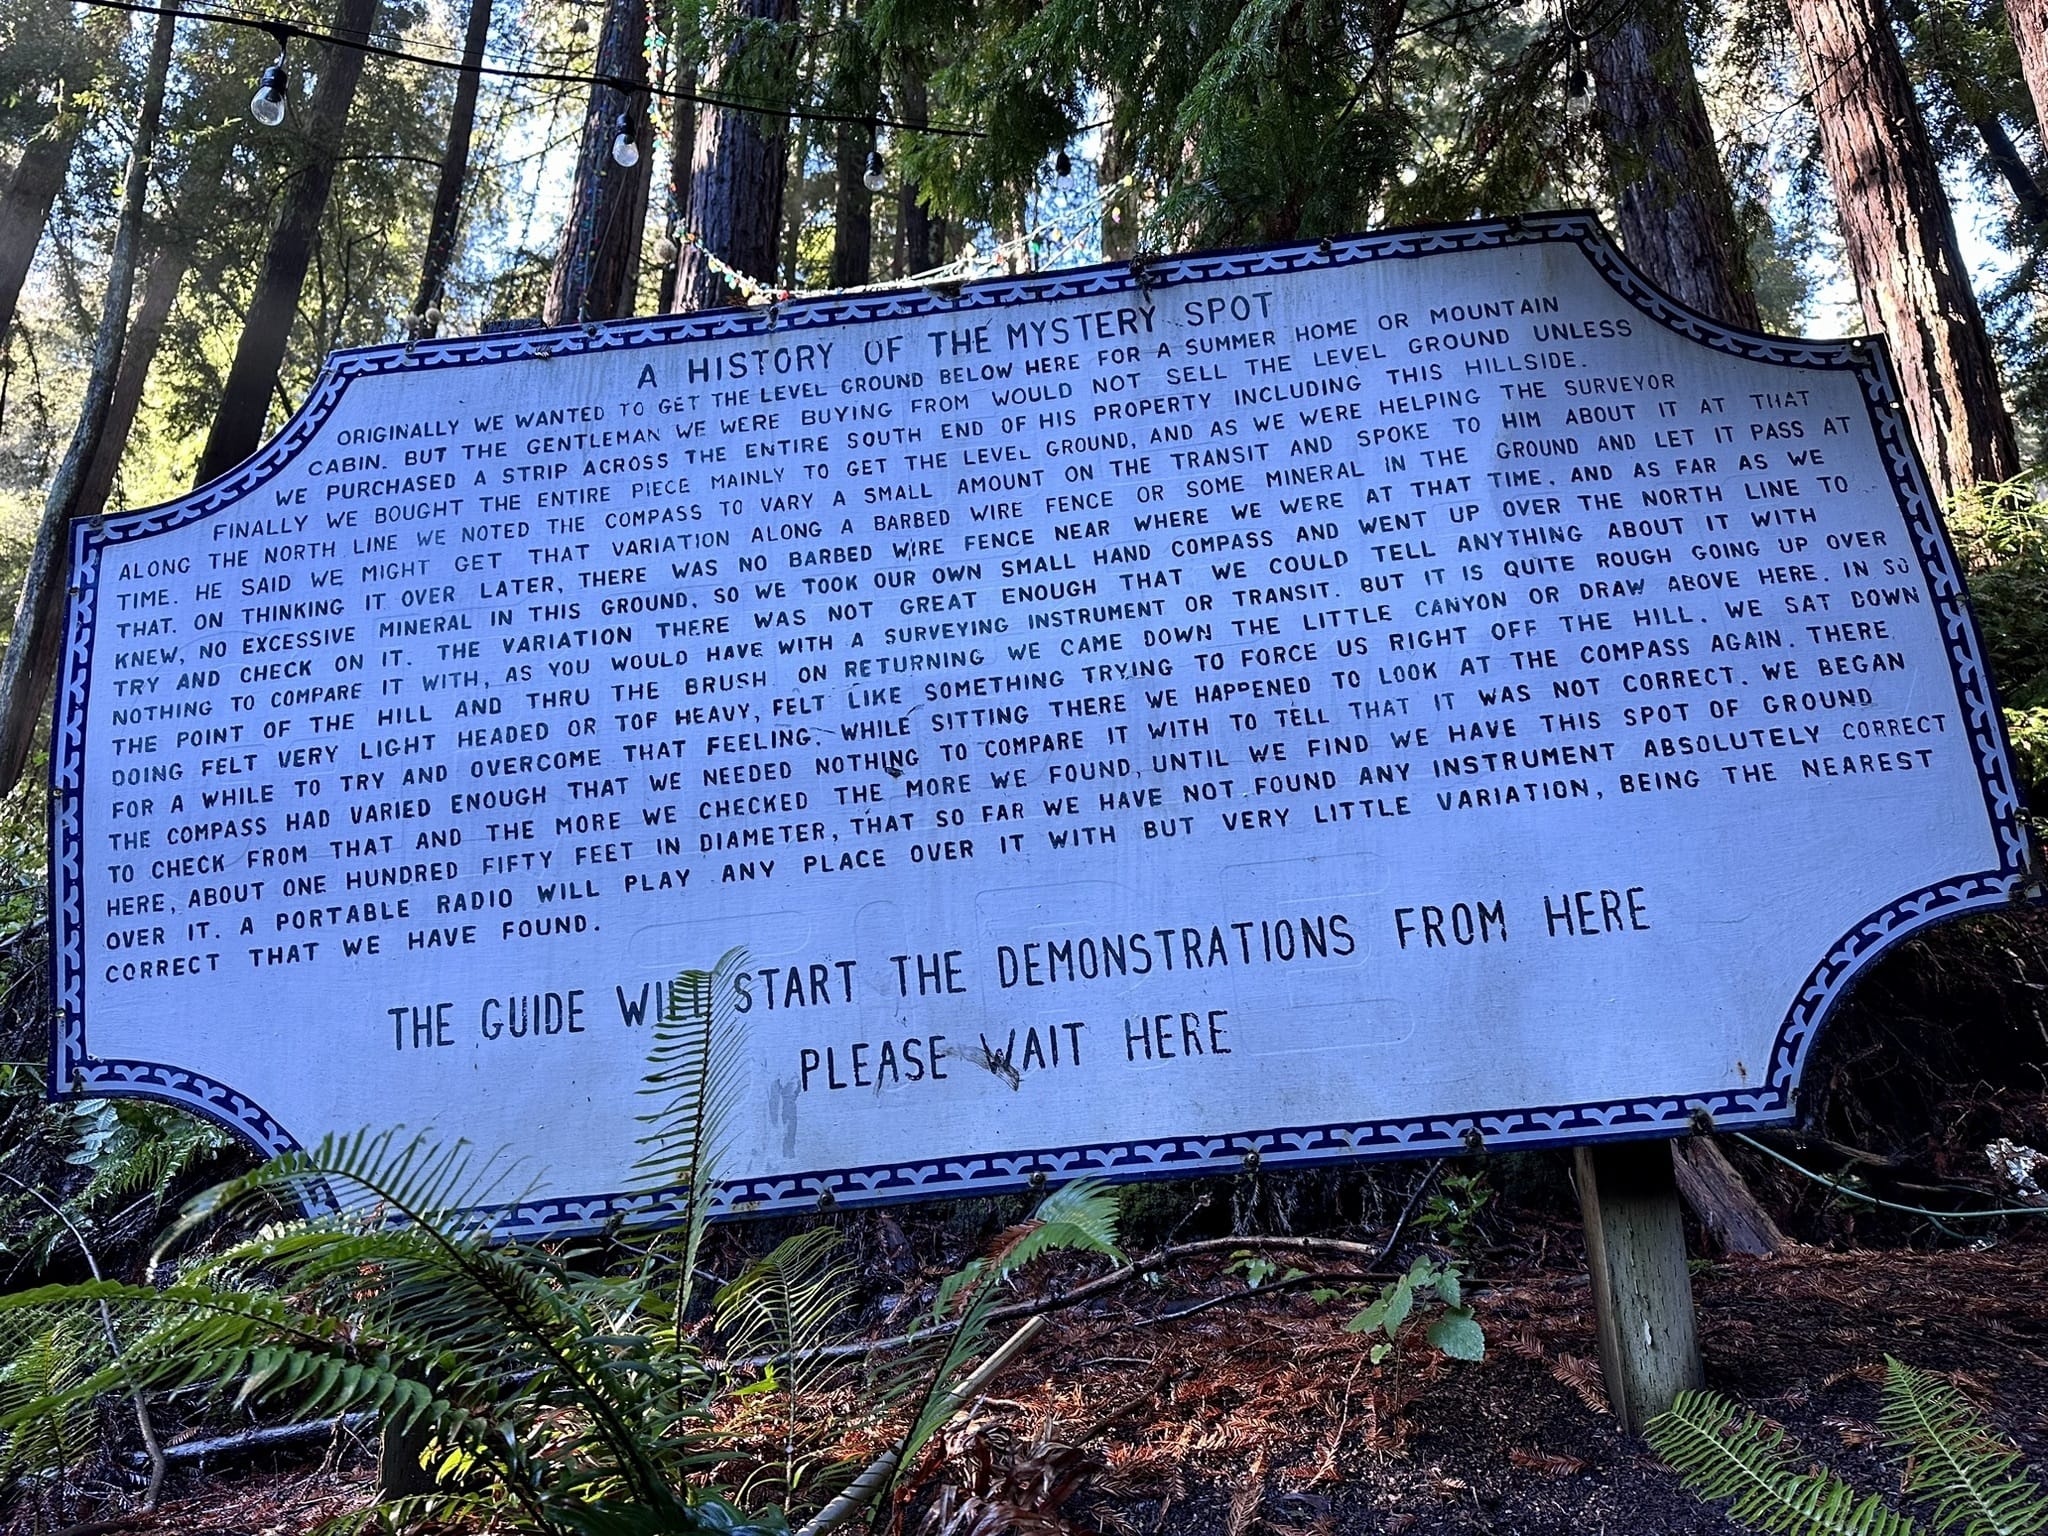 A HISTORY OF THE MYSTERY SPOT
ORIGINALLY WE WANTED TO GET THE LEVEL GROUND BELOW HERE FOR A SUMMER HOME OR MOUNTAIN
CABIN. BUT THE GENTLEMAN WE WERE BUYING FROM WOULD NOT SELL THE LEVEL GROUND UNLESS
WE PURCHASED A STRIP ACROSS THE ENTIRE SOUTH END OF HIS PROPERTY INCLUDING THIS HILLSIDE.
FINALLY WE BOUGHT THE ENTIRE PIECE MAINLY TO GET THE LEVEL GROUND, AND AS WE WERE HELPING THE SURVEYOR
ALONG THE NORTH LINE WE NOTED THE COMPASS TO VARY A SMALL AMOUNT ON THE TRANSIT AND SPOKE TO HIM ABOUT IT AT THAT
TIME. HE SAID WE MIGHT GET THAT VARIATION ALONG A BARBED WIRE FENCE OR SOME MINERAL IN THE GROUND AND LET IT PASS AT
THAT. ON THINKING IT OVER LATER, THERE WAS NO BARBED WIRE FENCE NEAR WHERE WE WERE AT THAT TIME, AND AS FAR AS WE
KNEW, NO EXCESSIVE MINERAL IN THIS GROUND, SO WE TOOK OUR OWN SMALL HAND COMPASS AND WENT UP OVER THE NORTH LINE TO
TRY AND CHECK ON IT. THE VARIATION THERE WAS NOT GREAT ENOUGH THAT WE COULD TELL ANYTHING ABOUT IT WITH
NOTHING TO COMPARE IT WITH, AS YOU WOULD HAVE WITH A SURVEYING INSTRUMENT OR TRANSIT. BUT IT IS QUITE ROUGH GOING UP OVER
THE POINT OF THE HILL AND THRU THE BRUSH. ON RETURNING WE CAME DOWN THE LITTLE CANYON OR DRAW ABOVE HERE. IN SO
DOING FELT VERY LIGHT HEADED OR TOP HEAVY, FELT LIKE SOMETHING TRYING TO FORCE US RIGHT OFF THE HILL. WE SAT DOWN
FOR A WHILE TO TRY AND OVERCOME THAT FEELING. WHILE SITTING THERE WE HAPPENED TO LOOK AT THE COMPASS AGAIN. THERE
THE COMPASS HAD VARIED ENOUGH THAT WE NEEDED NOTHING TO COMPARE IT WITH TO TELL THAT IT WAS NOT CORRECT. WE BEGAN
TO CHECK FROM THAT AND THE MORE WE CHECKED THE MORE WE FOUND, UNTIL WE FIND WE HAVE THIS SPOT OF GROUND
HERE, ABOUT ONE HUNDRED FIFTY FEET IN DIAMETER, THAT SO FAR WE HAVE NOT FOUND ANY INSTRUMENT ABSOLUTELY CORRECT
OVER IT. A PORTABLE RADIO WILL PLAY ANY PLACE OVER IT WITH BUT VERY LITTLE VARIATION, BEING THE NEAREST
CORRECT THAT WE HAVE FOUND.
THE GUIDE WILL START THE DEMONSTRATIONS FROM HERE
PLEASE WAIT HERE